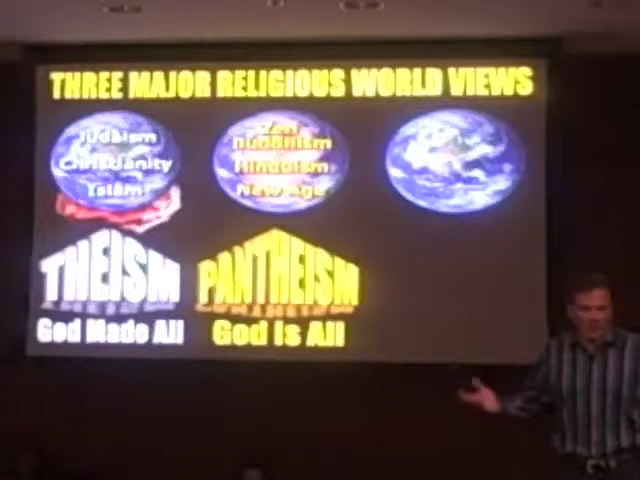 THREE MAJOR RELIGIOUS WORLD VIEWS
Judaism
Christianity
Islam
Zen
Buddhism
Hinduism
New Age
THEISM
PANTHEISM
God Made All
God Is All